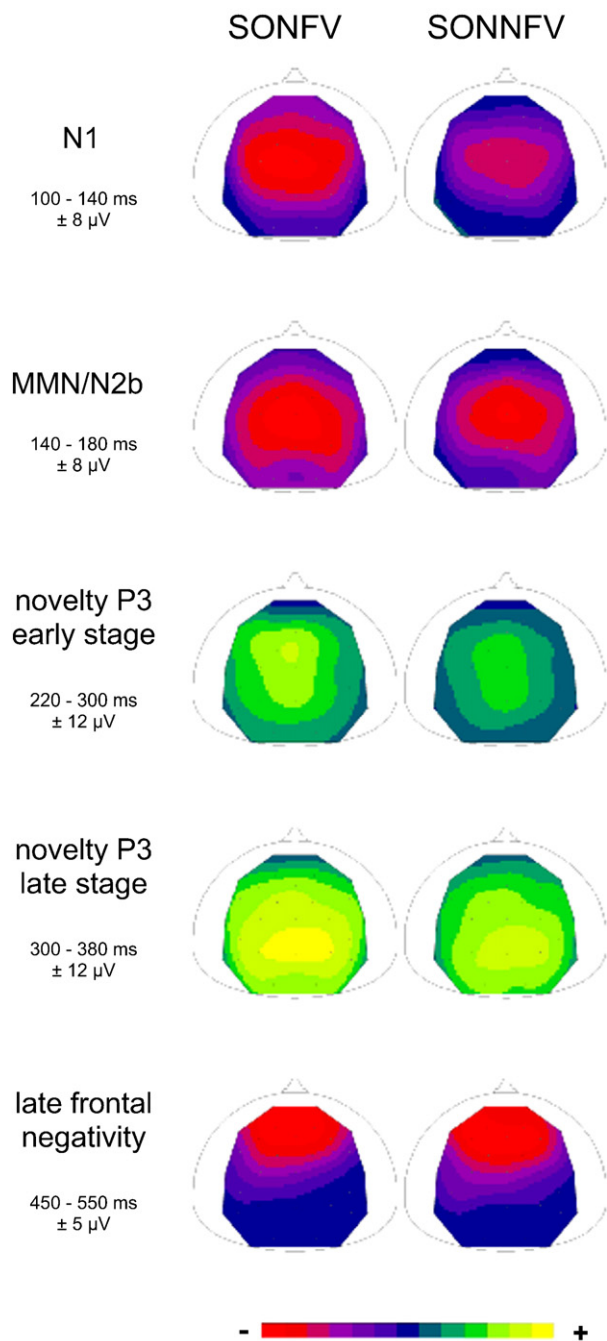 SONFV SONNFV
N1
100 - 140 ms
± 8 µV
MMN/N2b
140 - 180 ms
± 8 µV
novelty P3
early stage
220 - 300 ms
± 12 µV
novelty P3
late stage
300 - 380 ms
± 12 µV
late frontal
negativity
450 - 550 ms
± 5 µV
- +